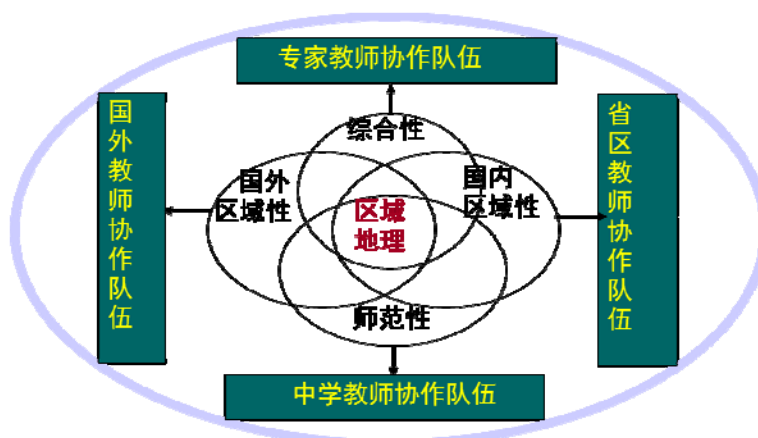 专家教师协作队伍
国外教师协作队伍
综合性
国外
区域性
区域
地理
国内
区域性
师范性
省区教师协作队伍
中学教师协作队伍